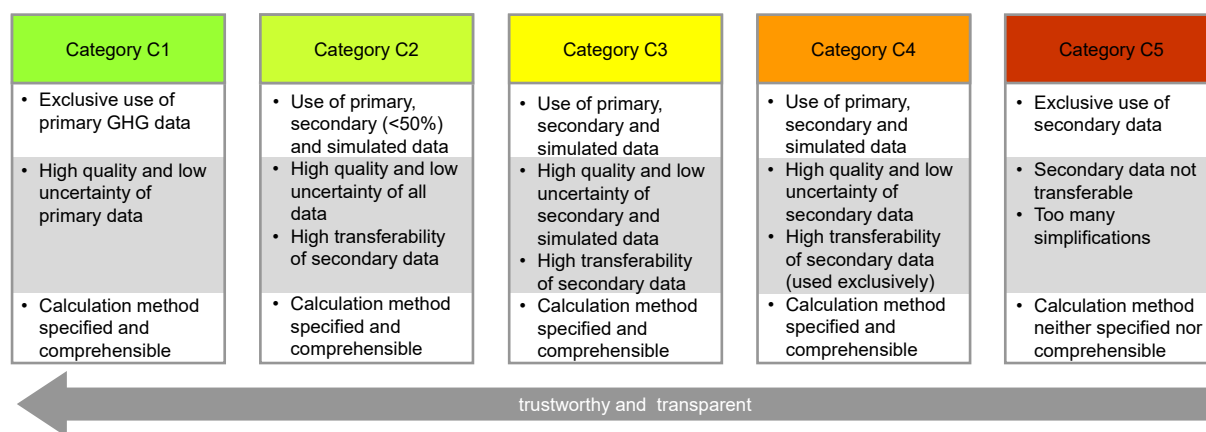 Category C1
• Exclusive use of
primary GHG data
• High quality and low
uncertainty of
primary data
• Calculation method
specified and
comprehensible
Category C2
• Use of primary,
secondary (<50%)
and simulated data
• High quality and low
uncertainty of all
data
• High transferability
of secondary data
• Calculation method
specified and
comprehensible
Category C3
• Use of primary,
secondary and
simulated data
• High quality and low
uncertainty of
secondary and
simulated data
• High transferability
of secondary data
• Calculation method
specified and
comprehensible
Category C4
• Use of primary,
secondary and
simulated data
• High quality and low
uncertainty of
secondary data
• High transferability
of secondary data
(used exclusively)
• Calculation method
specified and
comprehensible
Category C5
• Exclusive use of
secondary data
• Secondary data not
transferable
• Too many
simplifications
• Calculation method
neither specified nor
comprehensible
trustworthy and transparent